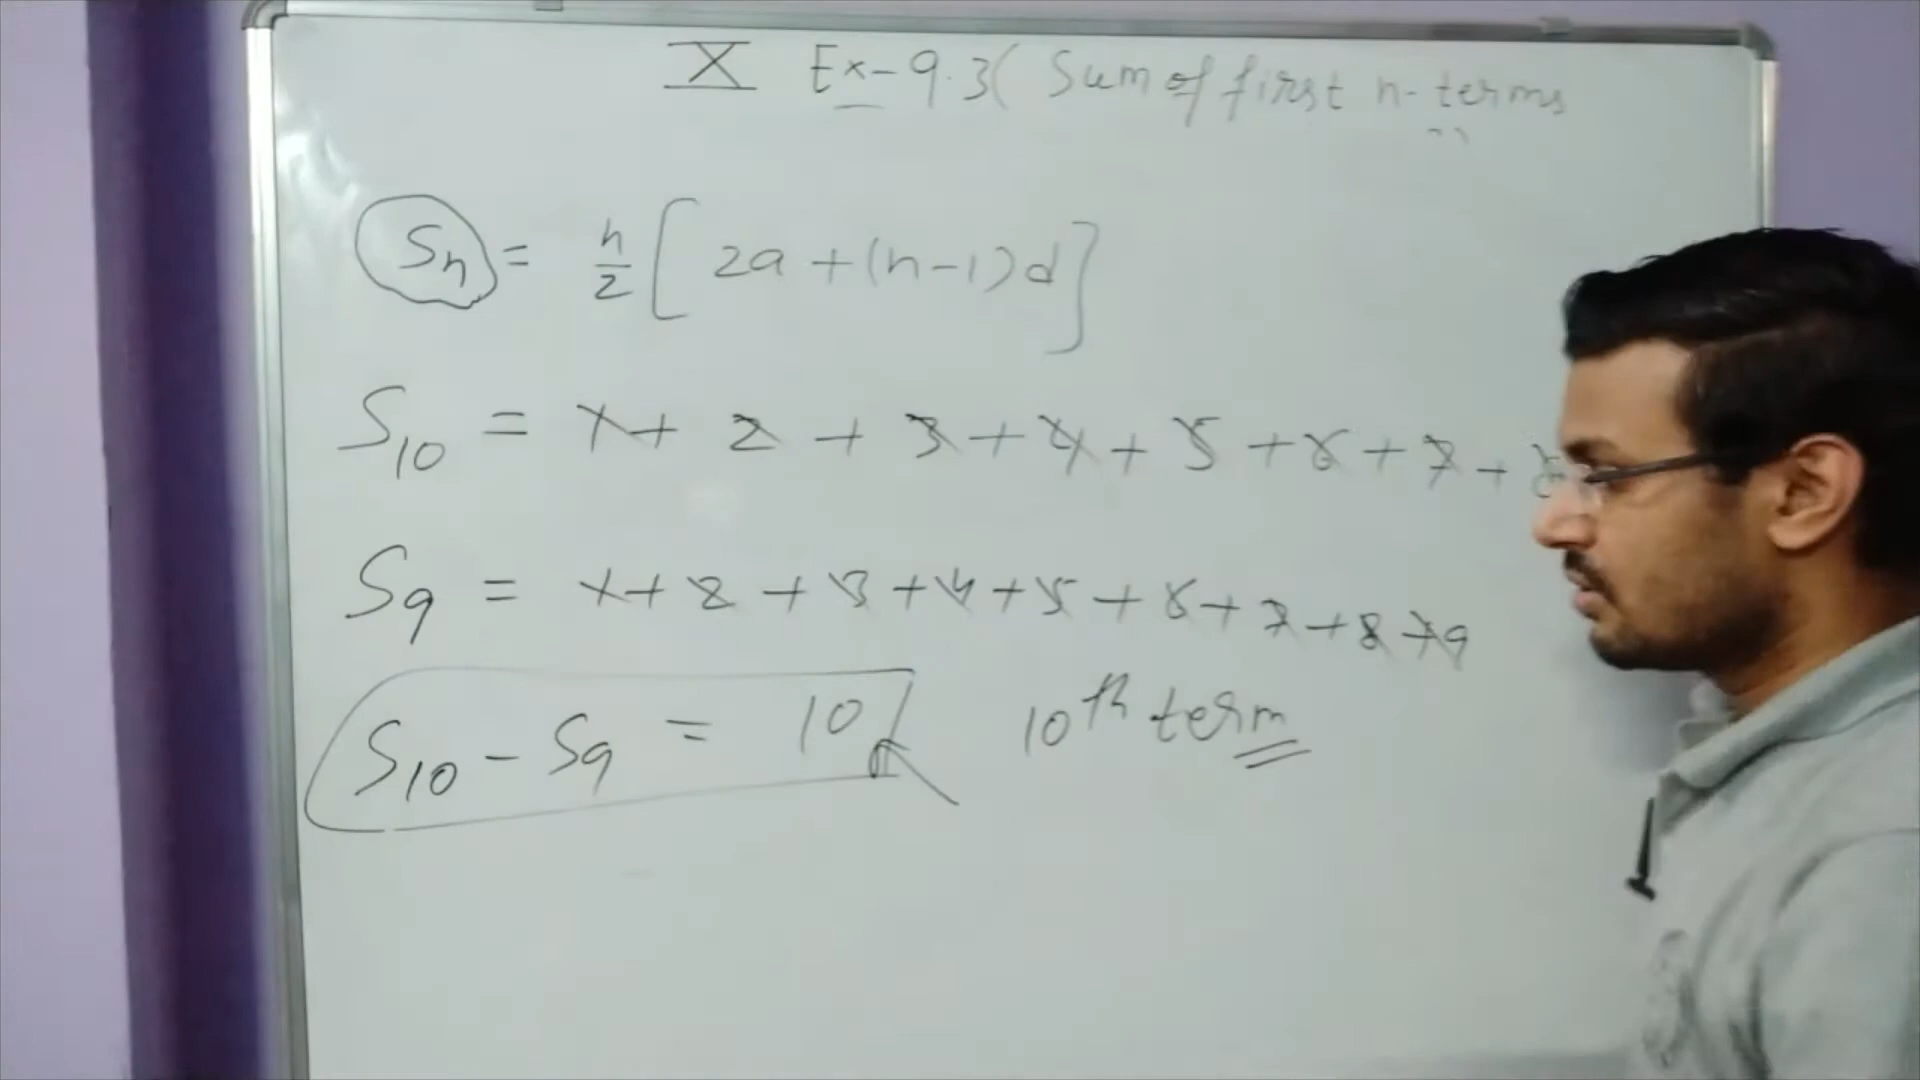 X Ex-9.3( Sum of first n-terms
Sn = n/2 [2a+(n-1)d]
S10 = 1+2+3+4+5+6+7+8
S9 = 1+2+3+4+5+6+7+8+9
S10-S9 = 10 10th term